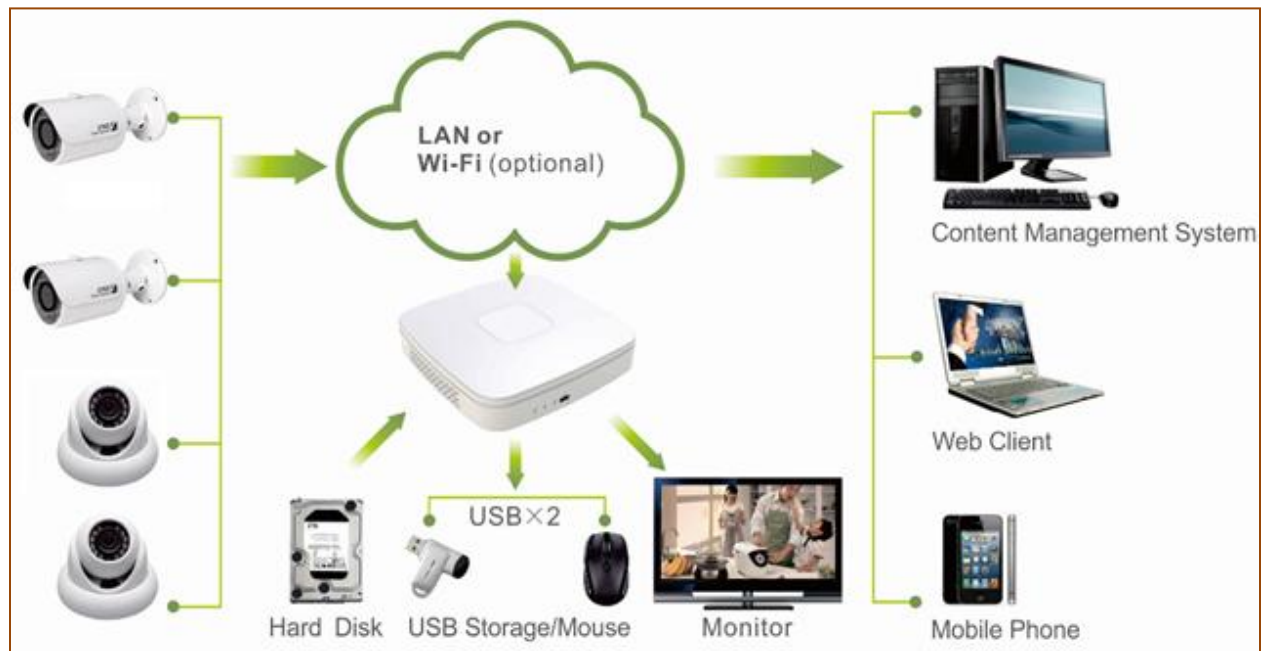 LAN or
Wi-Fi (optional)
Content Management System
Web Client
USB×2
Hard Disk
USB Storage/Mouse
Monitor
Mobile Phone